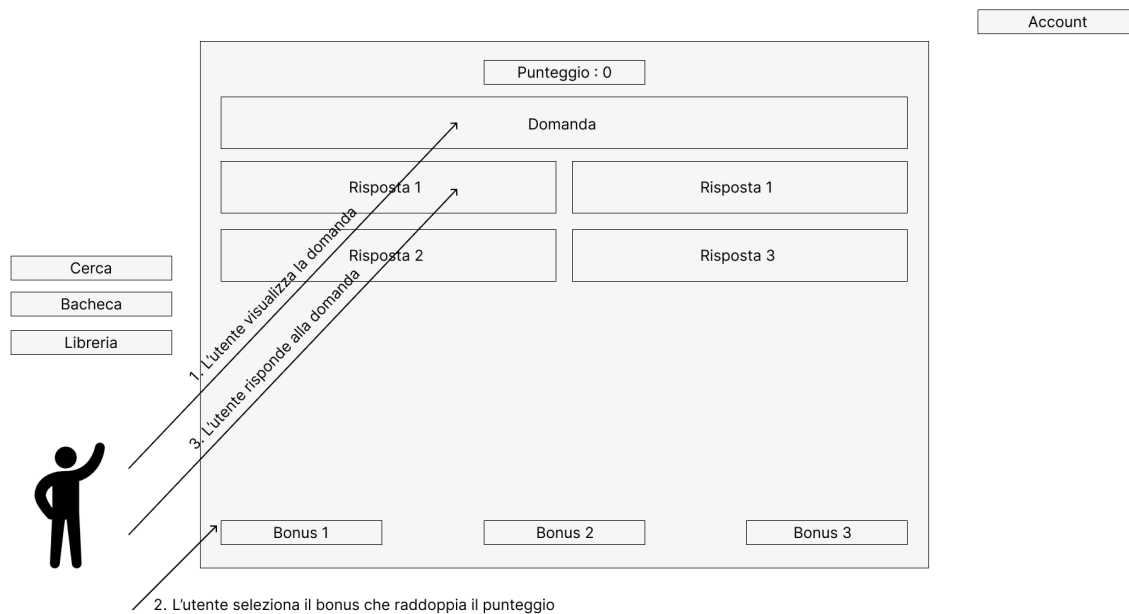 Account
Punteggio : 0
Domanda
Risposta 1
Risposta 1
Risposta 2
Risposta 3
Cerca
Bacheca
Libreria
1. L'utente visualizza la domanda
3. L'utente risponde alla domanda
Bonus 1
Bonus 2
Bonus 3
2. L'utente seleziona il bonus che raddoppia il punteggio